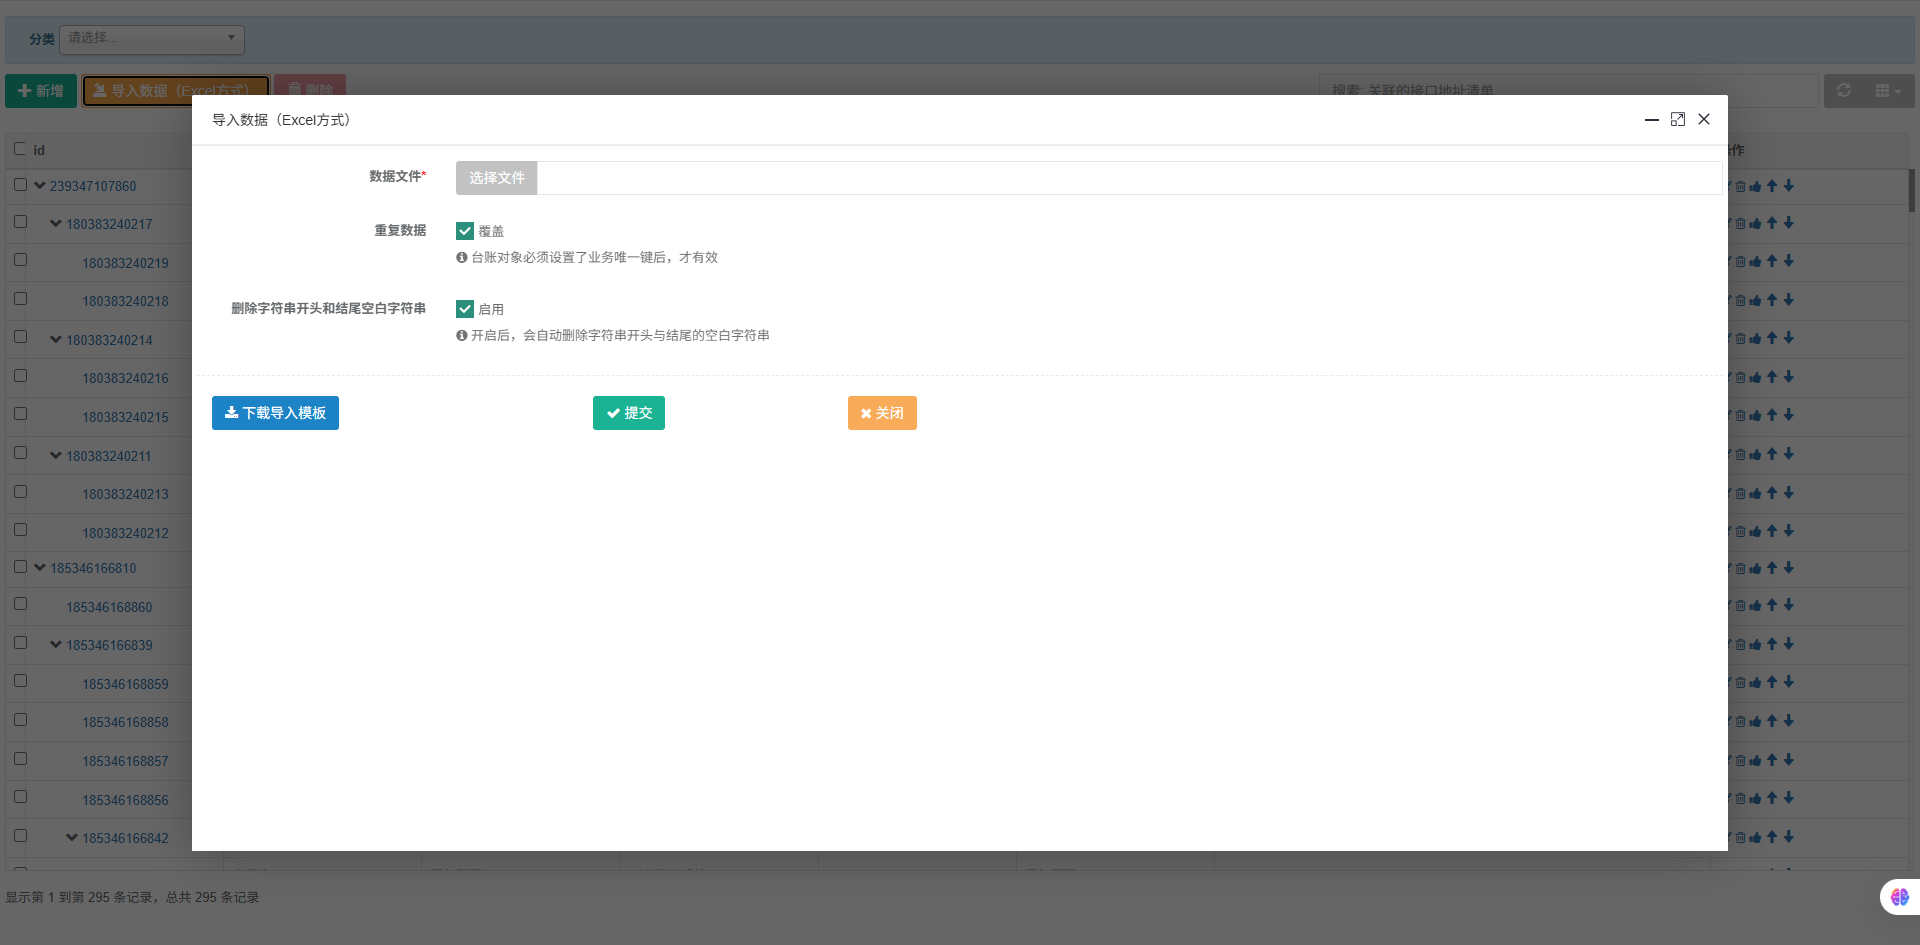 分类 请选择...
新增 导入数据（Excel方式） 删除 搜索: 关联的接口地址清单
导入数据（Excel方式）
id
数据文件* 选择文件
239347107860
180383240217
重复数据 覆盖
台账对象必须设置了业务唯一键后，才有效
180383240219
180383240218
删除字符串开头和结尾空白字符串 启用
开启后，会自动删除字符串开头与结尾的空白字符串
180383240214
180383240216
下载导入模板 提交 关闭
180383240215
180383240211
180383240213
180383240212
185346166810
185346168860
185346166839
185346168859
185346168858
185346168857
185346168856
185346166842
显示第 1 到第 295 条记录，总共 295 条记录